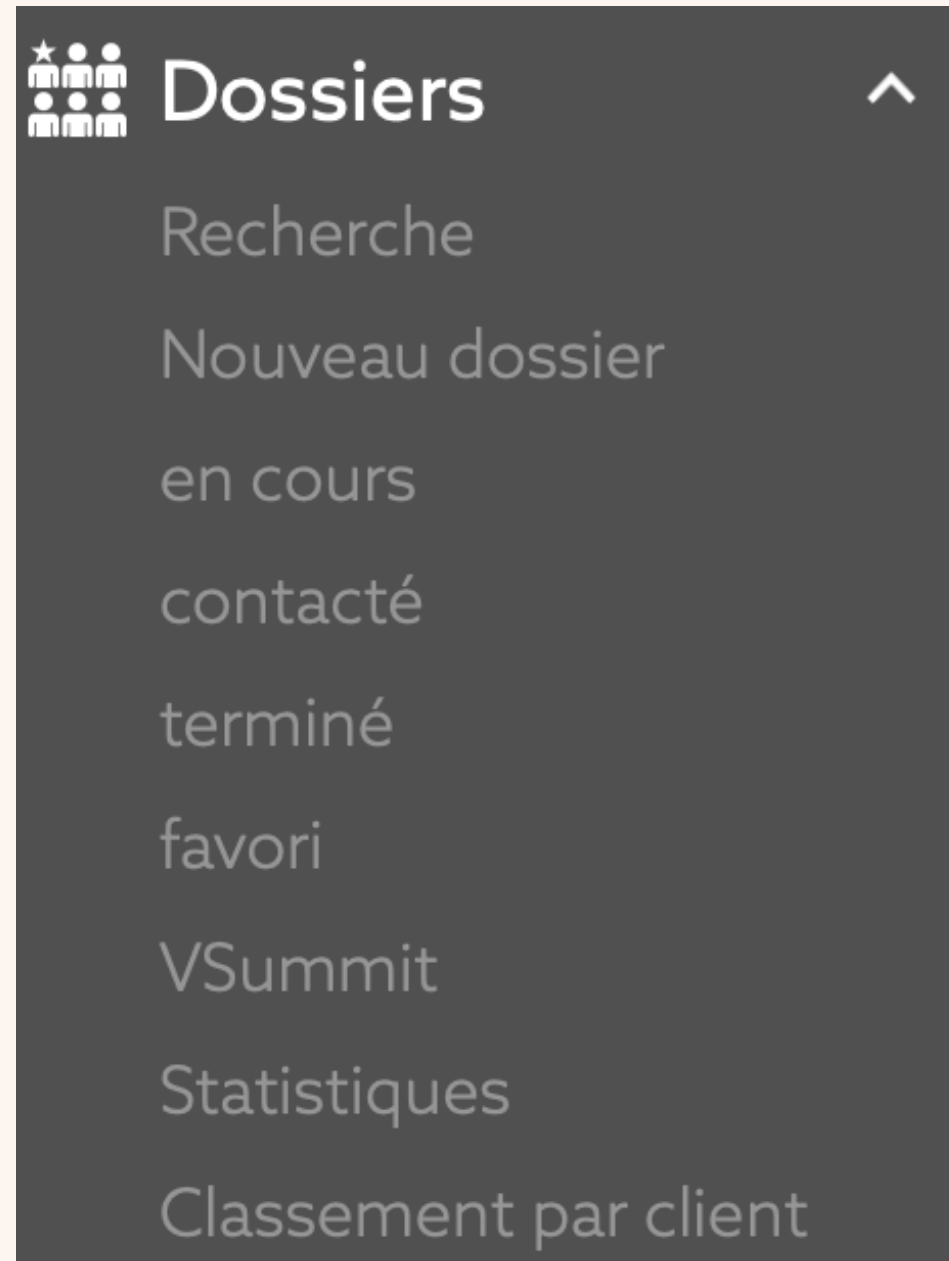 Dossiers
Recherche
Nouveau dossier
en cours
contacté
terminé
favori
VSummit
Statistiques
Classement par client